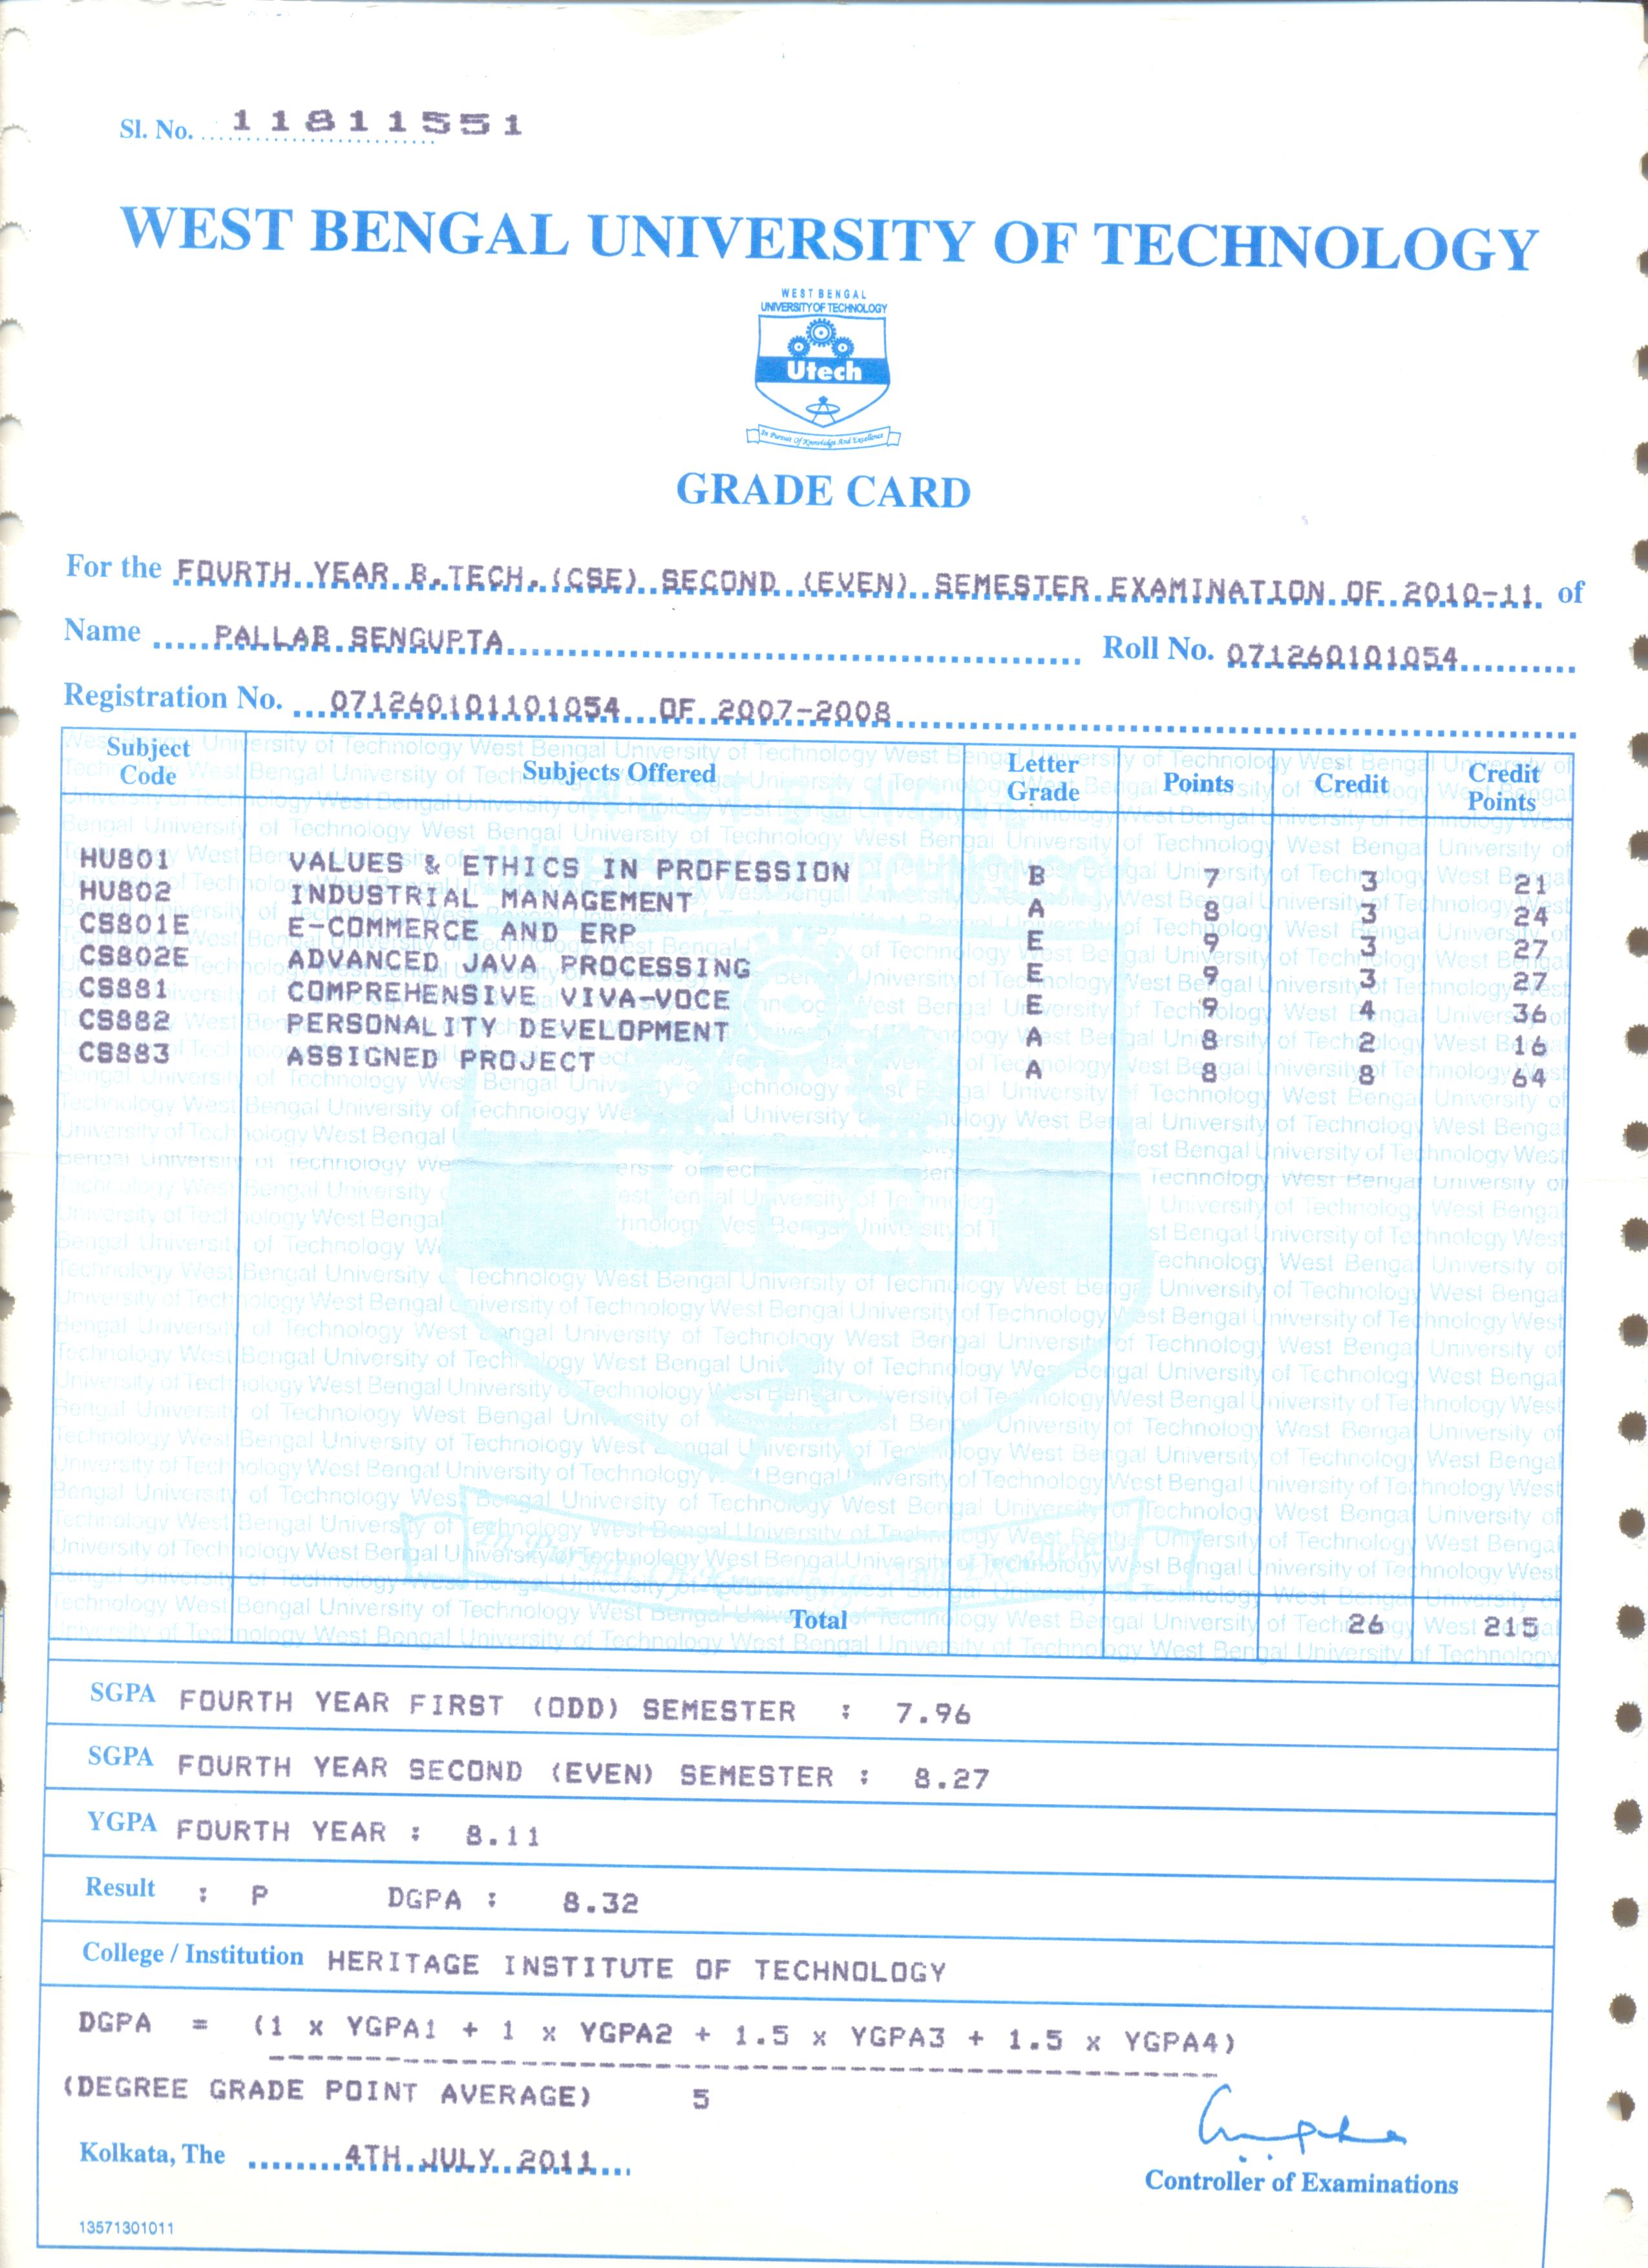 Sl. No. 11811551
WEST BENGAL UNIVERSITY OF TECHNOLOGY
WEST BENGAL
UNIVERSITY OF TECHNOLOGY
Utech
In Pursuit Of Knowledge And Excellence
GRADE CARD
For the FOURTH YEAR B.TECH.(CSE) SECOND (EVEN) SEMESTER EXAMINATION OF 2010-11 of
Name PALLAB SENGUPTA Roll No. 071260101054
Registration No. 071260101101054 OF 2007-2008
Subject Code Subjects Offered Letter Grade Points Credit Credit Points
HU801 VALUES & ETHICS IN PROFESSION B 7 3 21
HU802 INDUSTRIAL MANAGEMENT A 8 3 24
CS801E E-COMMERCE AND ERP E 9 3 27
CS802E ADVANCED JAVA PROCESSING E 9 3 27
CS881 COMPREHENSIVE VIVA-VOCE E 9 4 36
CS882 PERSONALITY DEVELOPMENT A 8 2 16
CS883 ASSIGNED PROJECT A 8 8 64
Total 26 215
SGPA FOURTH YEAR FIRST (ODD) SEMESTER : 7.96
SGPA FOURTH YEAR SECOND (EVEN) SEMESTER : 8.27
YGPA FOURTH YEAR : 8.11
Result : P DGPA : 8.32
College / Institution HERITAGE INSTITUTE OF TECHNOLOGY
DGPA = (1 x YGPA1 + 1 x YGPA2 + 1.5 x YGPA3 + 1.5 x YGPA4)
(DEGREE GRADE POINT AVERAGE) 5
Kolkata, The 4TH JULY 2011
Controller of Examinations
13571301011